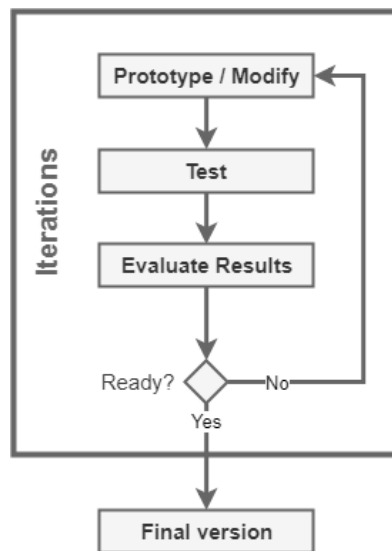 Prototype / Modify
Test
Iterations
Evaluate Results
Ready?
No
Yes
Final version